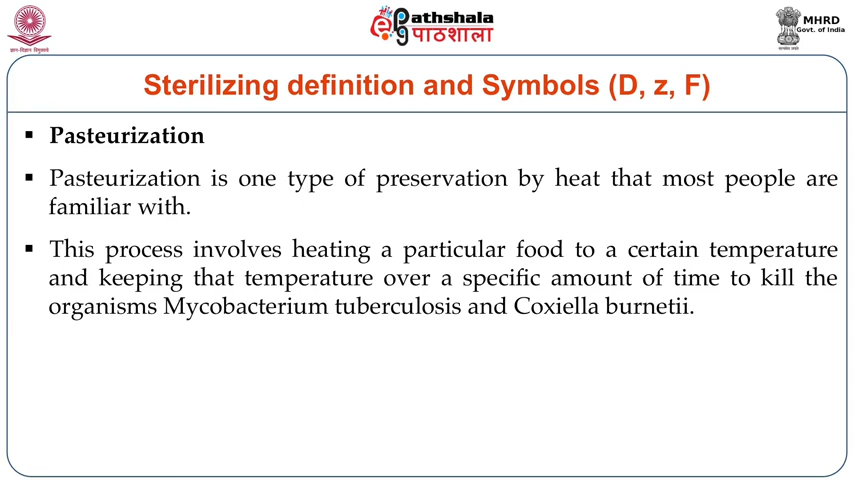 ePathshala
पाठशाला
MHRD
Govt. of India
ज्ञान-विज्ञान विमुक्तये
Sterilizing definition and Symbols (D, z, F)
▪ Pasteurization
▪ Pasteurization is one type of preservation by heat that most people are
familiar with.
▪ This process involves heating a particular food to a certain temperature
and keeping that temperature over a specific amount of time to kill the
organisms Mycobacterium tuberculosis and Coxiella burnetii.